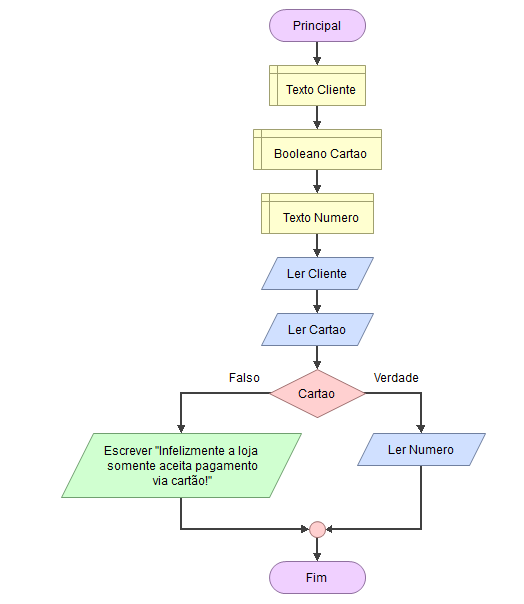 Principal
Texto Cliente
Booleano Cartao
Texto Numero
Ler Cliente
Ler Cartao
Falso
Verdade
Cartao
Escrever "Infelizmente a loja
somente aceita pagamento
via cartão!"
Ler Numero
Fim